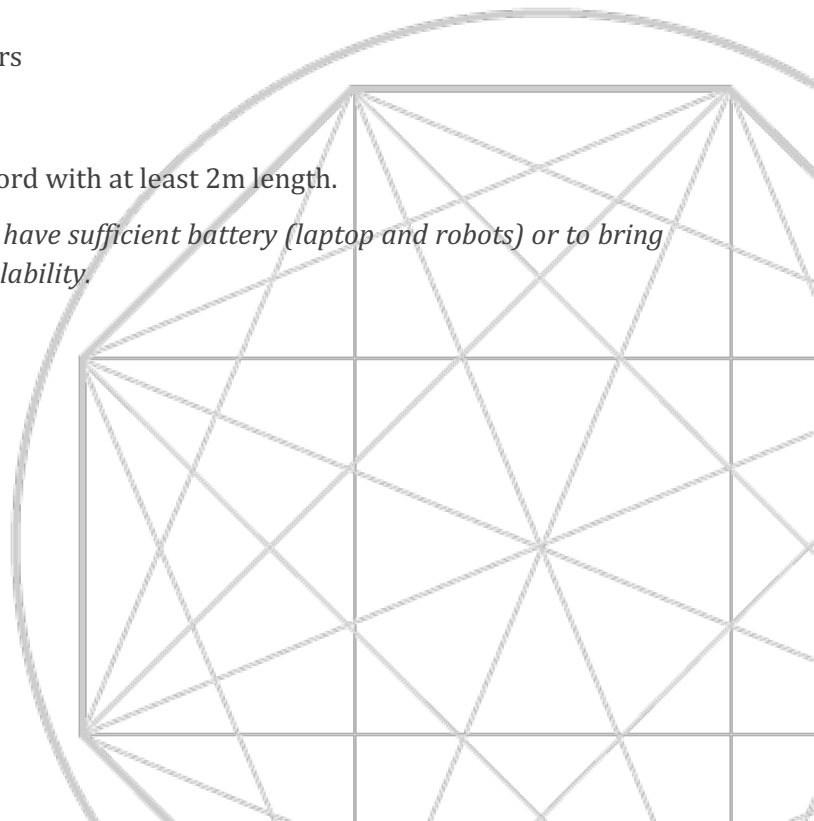 rs
ord with at least 2m length.
have sufficient battery (laptop and robots) or to bring
lability.